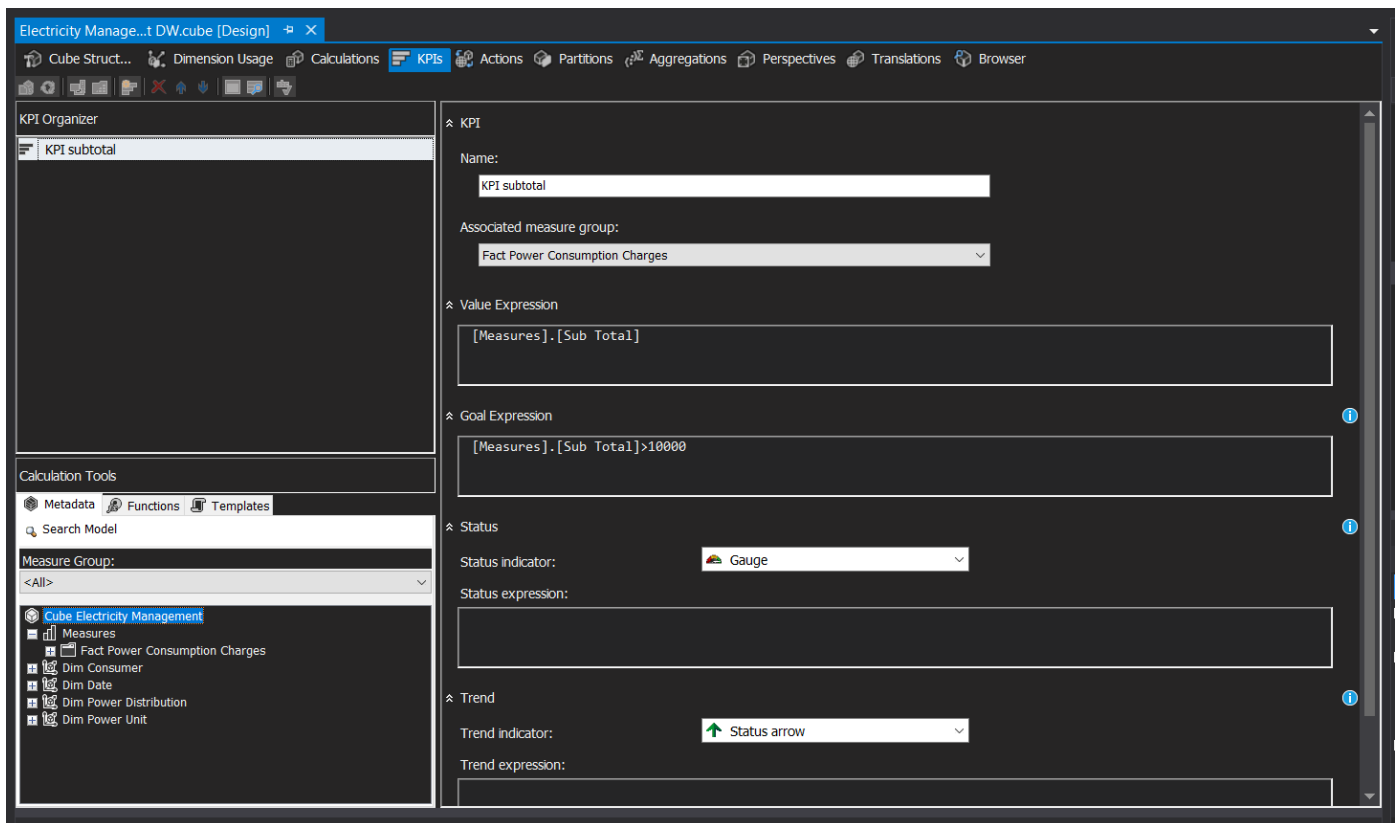 Electricity Manage...t DW.cube [Design]
Cube Struct... Dimension Usage Calculations KPIs Actions Partitions Aggregations Perspectives Translations Browser
KPI Organizer
KPI subtotal
KPI
Name:
KPI subtotal
Associated measure group:
Fact Power Consumption Charges
Value Expression
[Measures].[Sub Total]
Goal Expression
[Measures].[Sub Total]>10000
Status
Status indicator:
Gauge
Status expression:
Trend
Trend indicator:
Status arrow
Trend expression:
Calculation Tools
Metadata Functions Templates
Search Model
Measure Group:
<All>
Cube Electricity Management
Measures
Fact Power Consumption Charges
Dim Consumer
Dim Date
Dim Power Distribution
Dim Power Unit